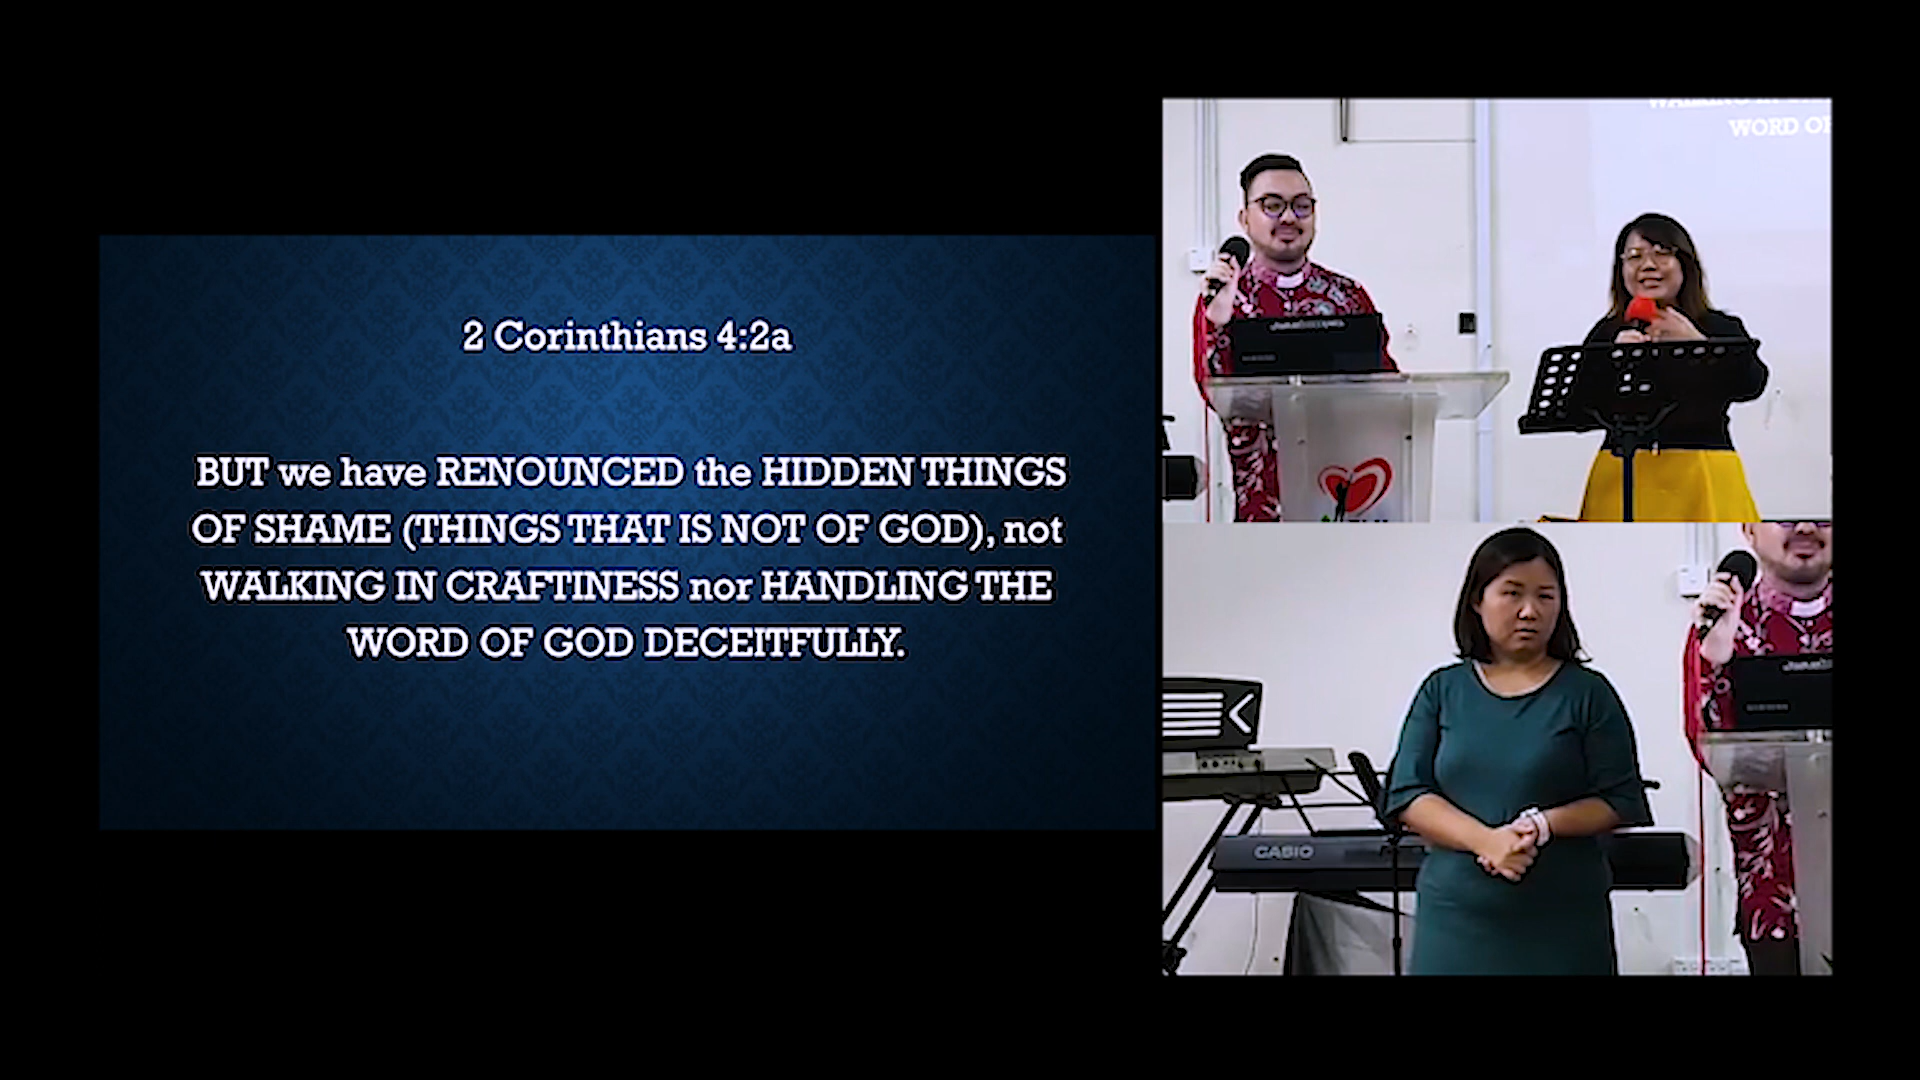 2 Corinthians 4:2a
BUT we have RENOUNCED the HIDDEN THINGS
OF SHAME (THINGS THAT IS NOT OF GOD), not
WALKING IN CRAFTINESS nor HANDLING THE
WORD OF GOD DECEITFULLY.
WORD OF
CASIO